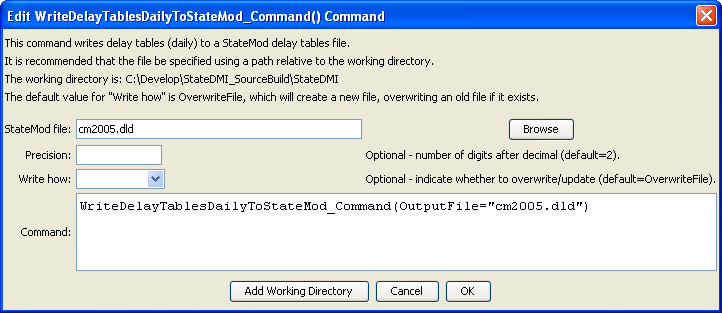 Edit WriteDelayTablesDailyToStateMod_Command() Command
This command writes delay tables (daily) to a StateMod delay tables file.
It is recommended that the file be specified using a path relative to the working directory.
The working directory is: C:\Develop\StateDMI_SourceBuild\StateDMI
The default value for "Write how" is OverwriteFile, which will create a new file, overwriting an old file if it exists.
StateMod file: cm2005.dld Browse
Precision: Optional - number of digits after decimal (default=2).
Write how: Optional - indicate whether to overwrite/update (default=OverwriteFile).
Command: WriteDelayTablesDailyToStateMod_Command(OutputFile="cm2005.dld")
Add Working Directory Cancel OK